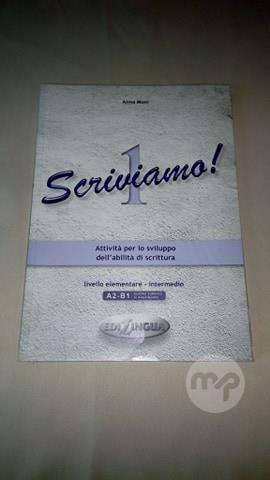 Anna Moni
1
Scriviamo!
Attività per lo sviluppo
dell'abilità di scrittura
livello elementare - intermedio
A2-B1
EDILINGUA
mp